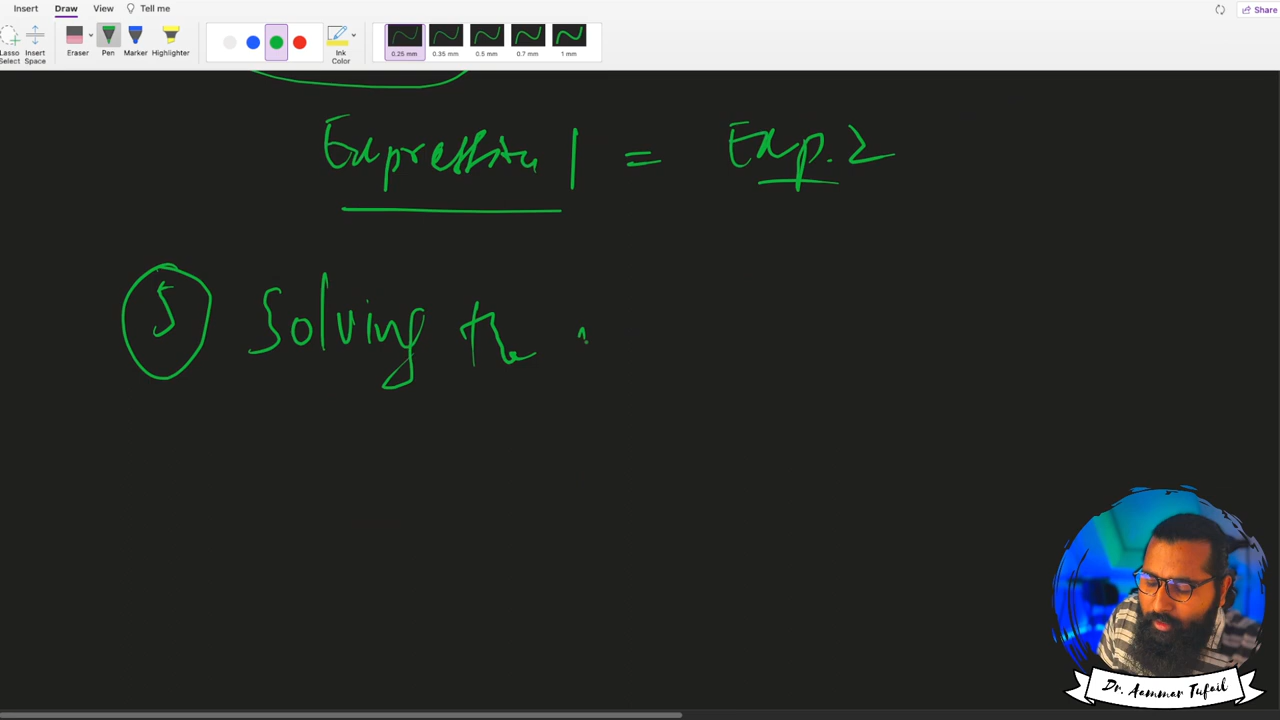 Insert Draw View Tell me Share
Lasso Select
Insert Space
Eraser
Pen
Marker
Highlighter
Ink Color
0.25 mm
0.35 mm
0.5 mm
0.7 mm
1 mm
Expression 1 = Exp. 2
5 Solving the
Dr. Aammar Tufail